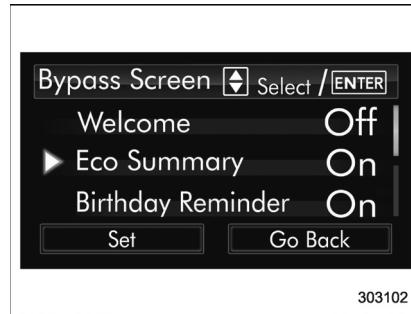 Bypass Screen Select / ENTER
Welcome Off
Eco Summary On
Birthday Reminder On
Set Go Back
303102